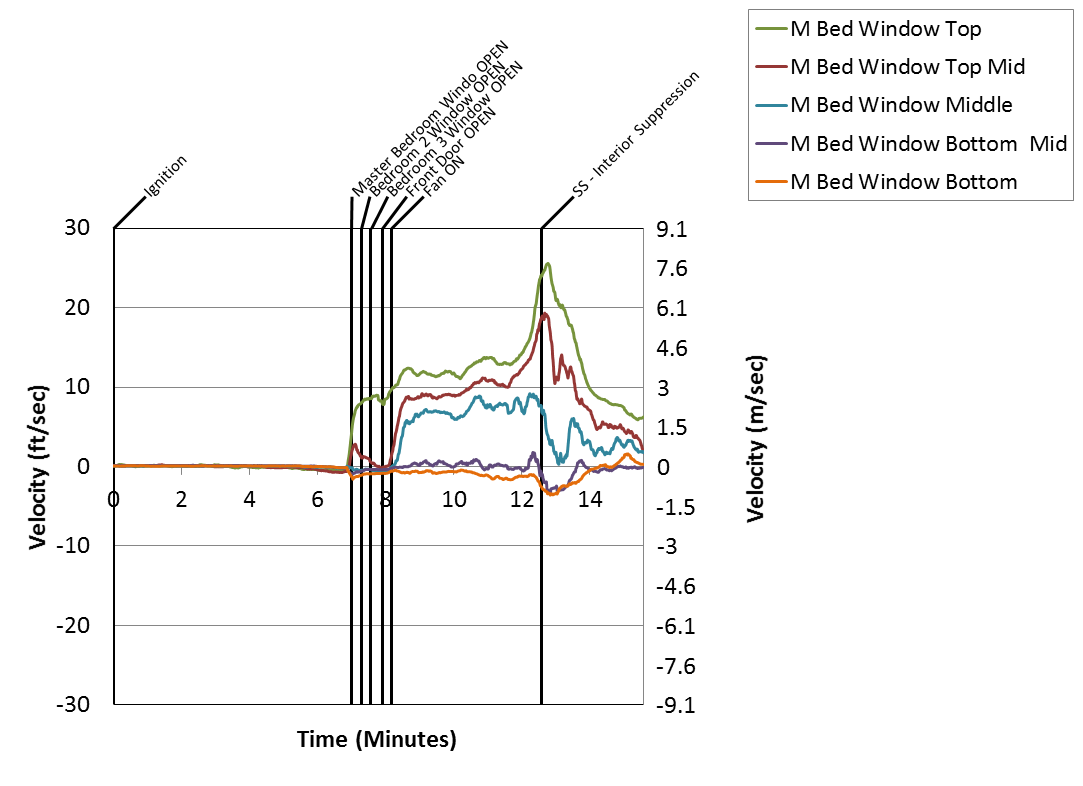 M Bed Window Top
M Bed Window Top Mid
M Bed Window Middle
M Bed Window Bottom  Mid
M Bed Window Bottom
Ignition
Master Bedroom Windo OPEN
Bedroom 2 Window OPEN
Bedroom 3 Window OPEN
Front Door OPEN
Fan ON
SS - Interior Suppression
30
20
10
0
-10
-20
-30
Velocity (ft/sec)
0 2 4 6 8 10 12 14
Time (Minutes)
9.1
7.6
6.1
4.6
3
1.5
0
-1.5
-3
-4.6
-6.1
-7.6
-9.1
Velocity (m/sec)